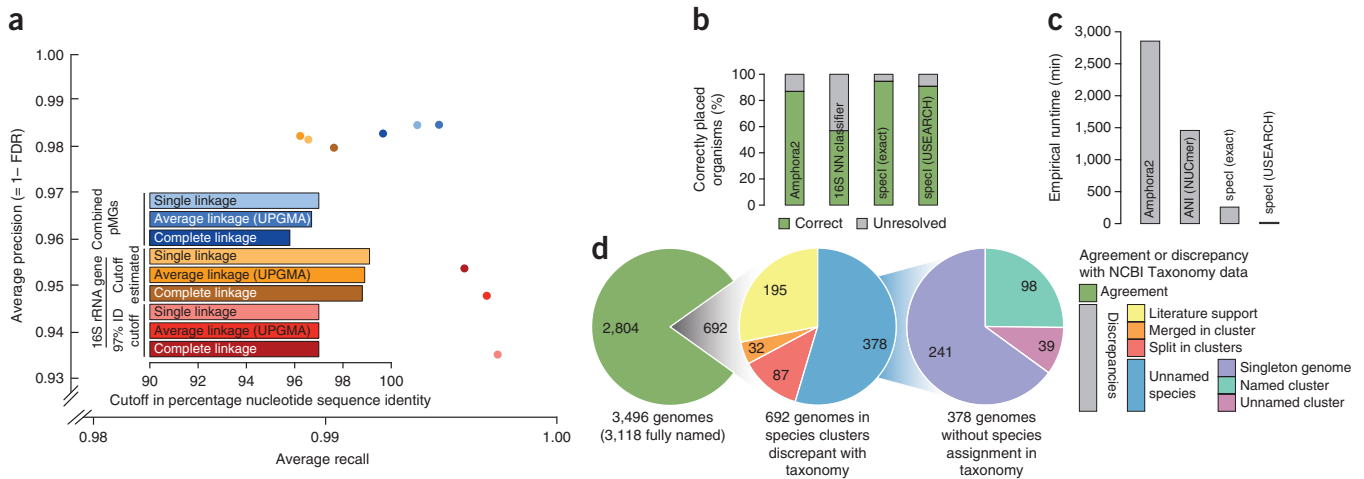 a
1.00
0.99
0.98
0.97
0.96
0.95
0.94
0.93
Average precision (= 1– FDR)
Combined
pMGs
Single linkage
Average linkage (UPGMA)
Complete linkage
16S rRNA gene
Cutoff
estimated
Single linkage
Average linkage (UPGMA)
Complete linkage
97% ID
cutoff
Single linkage
Average linkage (UPGMA)
Complete linkage
90 92 94 96 98 100
Cutoff in percentage nucleotide sequence identity
0.98 0.99 1.00
Average recall
b
Correctly placed
organisms (%)
100
80
60
40
20
0
Amphora2
16S NN classifier
specI (exact)
specI (USEARCH)
Correct Unresolved
c
Empirical runtime (min)
3,000
2,500
2,000
1,500
1,000
500
0
Amphora2
ANI (NUCmer)
specI (exact)
specI (USEARCH)
d
2,804
692
3,496 genomes
(3,118 fully named)
195
32
87
378
692 genomes in
species clusters
discrepant with
taxonomy
98
39
241
378 genomes
without species
assignment in
taxonomy
Agreement or discrepancy
with NCBI Taxonomy data
Agreement
Discrepancies
Literature support
Merged in cluster
Split in clusters
Unnamed
species
Singleton genome
Named cluster
Unnamed cluster